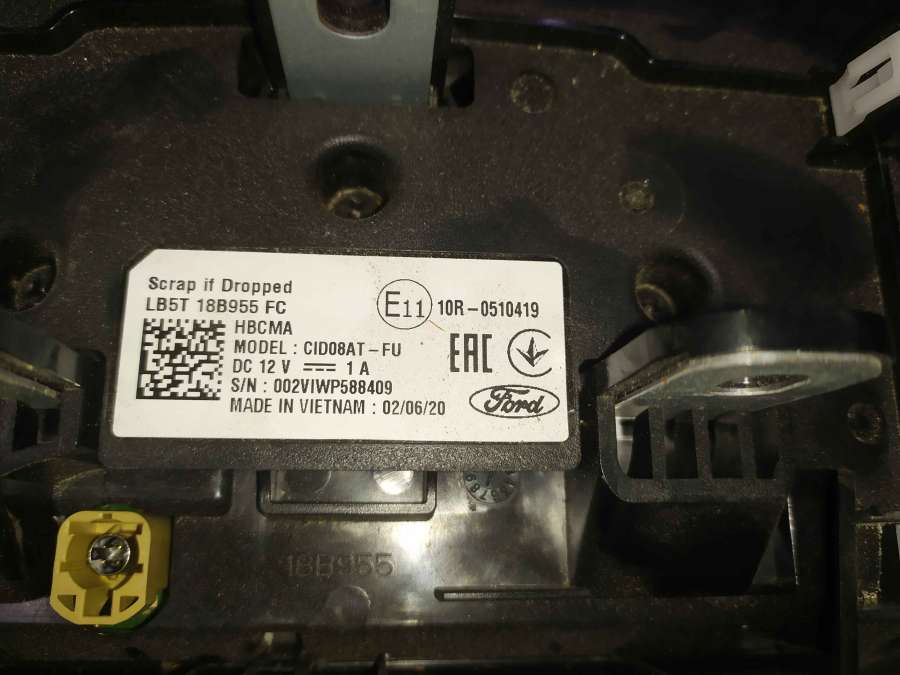 Scrap if Dropped
LB5T 18B955 FC
HBCMA
MODEL : CID08AT-FU
DC 12 V ⎓ 1 A
S/N : 002VIWP588409
MADE IN VIETNAM : 02/06/20
E11 10R-0510419
EAC
Ford
18B955